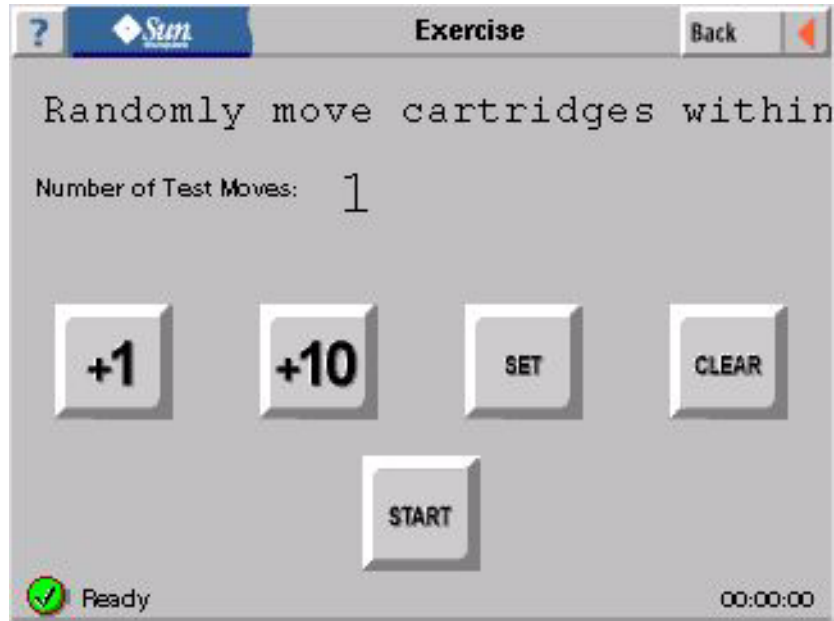 ? Sun Exercise Back
Randomly move cartridges within
Number of Test Moves: 1
+1 +10 SET CLEAR
START
Ready 00:00:00